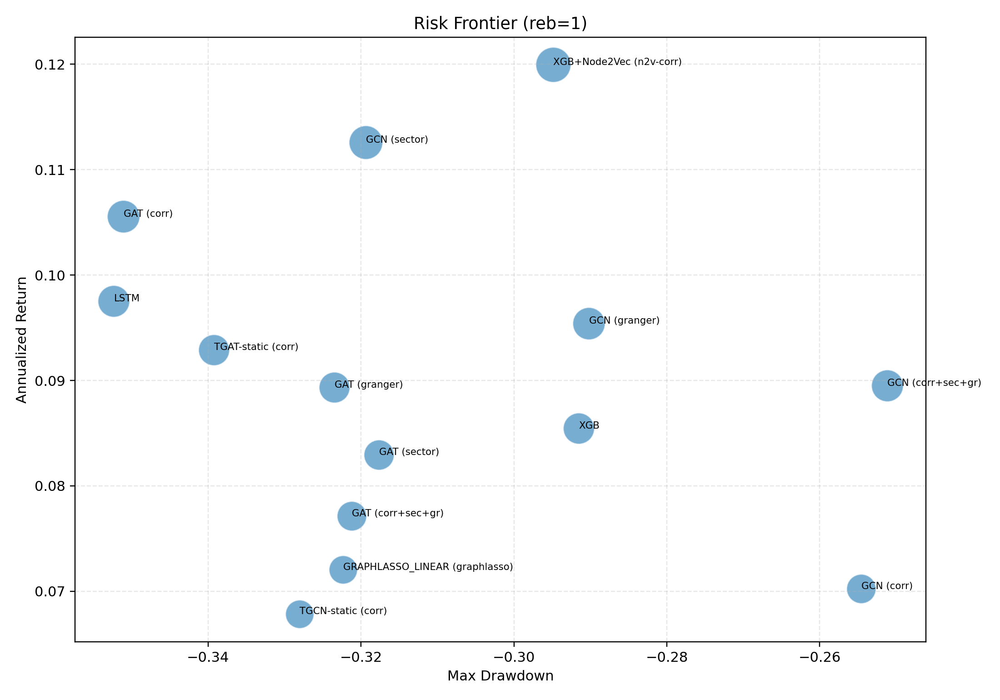 Risk Frontier (reb=1)
0.12
0.11
0.10
0.09
0.08
0.07
Annualized Return
XGB+Node2Vec (n2v-corr)
GCN (sector)
GAT (corr)
LSTM
GCN (granger)
TGAT-static (corr)
GAT (granger)
GCN (corr+sec+gr)
XGB
GAT (sector)
GAT (corr+sec+gr)
GRAPHLASSO_LINEAR (graphlasso)
GCN (corr)
TGCN-static (corr)
−0.34
−0.32
−0.30
−0.28
−0.26
Max Drawdown